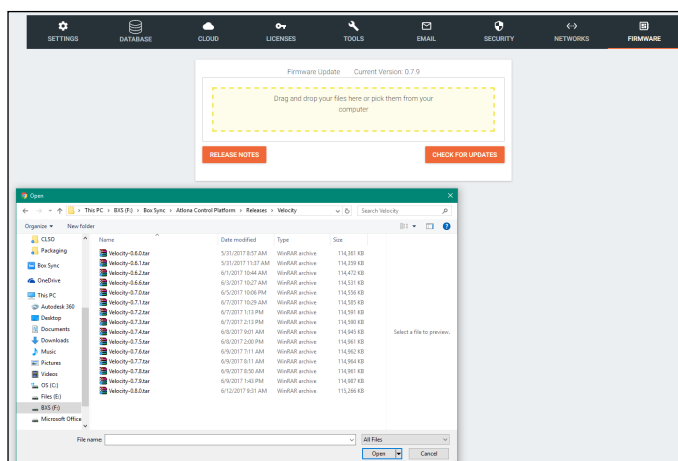 SETTINGS DATABASE CLOUD LICENSES TOOLS EMAIL SECURITY NETWORKS FIRMWARE
Firmware Update Current Version: 0.7.9
Drag and drop your files here or pick them from your
computer
RELEASE NOTES CHECK FOR UPDATES
Open
This PC > BXS (F:) > Box Sync > Atlona Control Platform > Releases > Velocity Search Velocity
Organize New folder
CLSO
Packaging
Box Sync
OneDrive
This PC
Autodesk 360
Desktop
Documents
Downloads
Music
Pictures
Videos
OS (C:)
Files (E:)
BXS (F:)
Microsoft Office
Name Date modified Type Size
Velocity-0.6.0.tar 5/31/2017 8:57 AM WinRAR archive 114,361 KB
Velocity-0.6.1.tar 5/31/2017 11:37 AM WinRAR archive 114,359 KB
Velocity-0.6.2.tar 6/1/2017 10:44 AM WinRAR archive 114,472 KB
Velocity-0.6.6.tar 6/3/2017 10:27 AM WinRAR archive 114,531 KB
Velocity-0.7.0.tar 6/5/2017 10:06 PM WinRAR archive 114,556 KB
Velocity-0.7.1.tar 6/7/2017 10:29 AM WinRAR archive 114,585 KB
Velocity-0.7.2.tar 6/7/2017 1:13 PM WinRAR archive 114,591 KB
Velocity-0.7.3.tar 6/7/2017 2:13 PM WinRAR archive 114,590 KB
Velocity-0.7.4.tar 6/8/2017 9:01 AM WinRAR archive 114,945 KB
Velocity-0.7.5.tar 6/8/2017 2:00 PM WinRAR archive 114,961 KB
Velocity-0.7.6.tar 6/9/2017 7:11 AM WinRAR archive 114,962 KB
Velocity-0.7.7.tar 6/9/2017 8:11 AM WinRAR archive 114,964 KB
Velocity-0.7.8.tar 6/9/2017 8:50 AM WinRAR archive 114,961 KB
Velocity-0.7.9.tar 6/9/2017 1:43 PM WinRAR archive 114,987 KB
Velocity-0.8.0.tar 6/12/2017 9:31 AM WinRAR archive 115,266 KB
Select a file to preview.
File name: All Files
Open Cancel